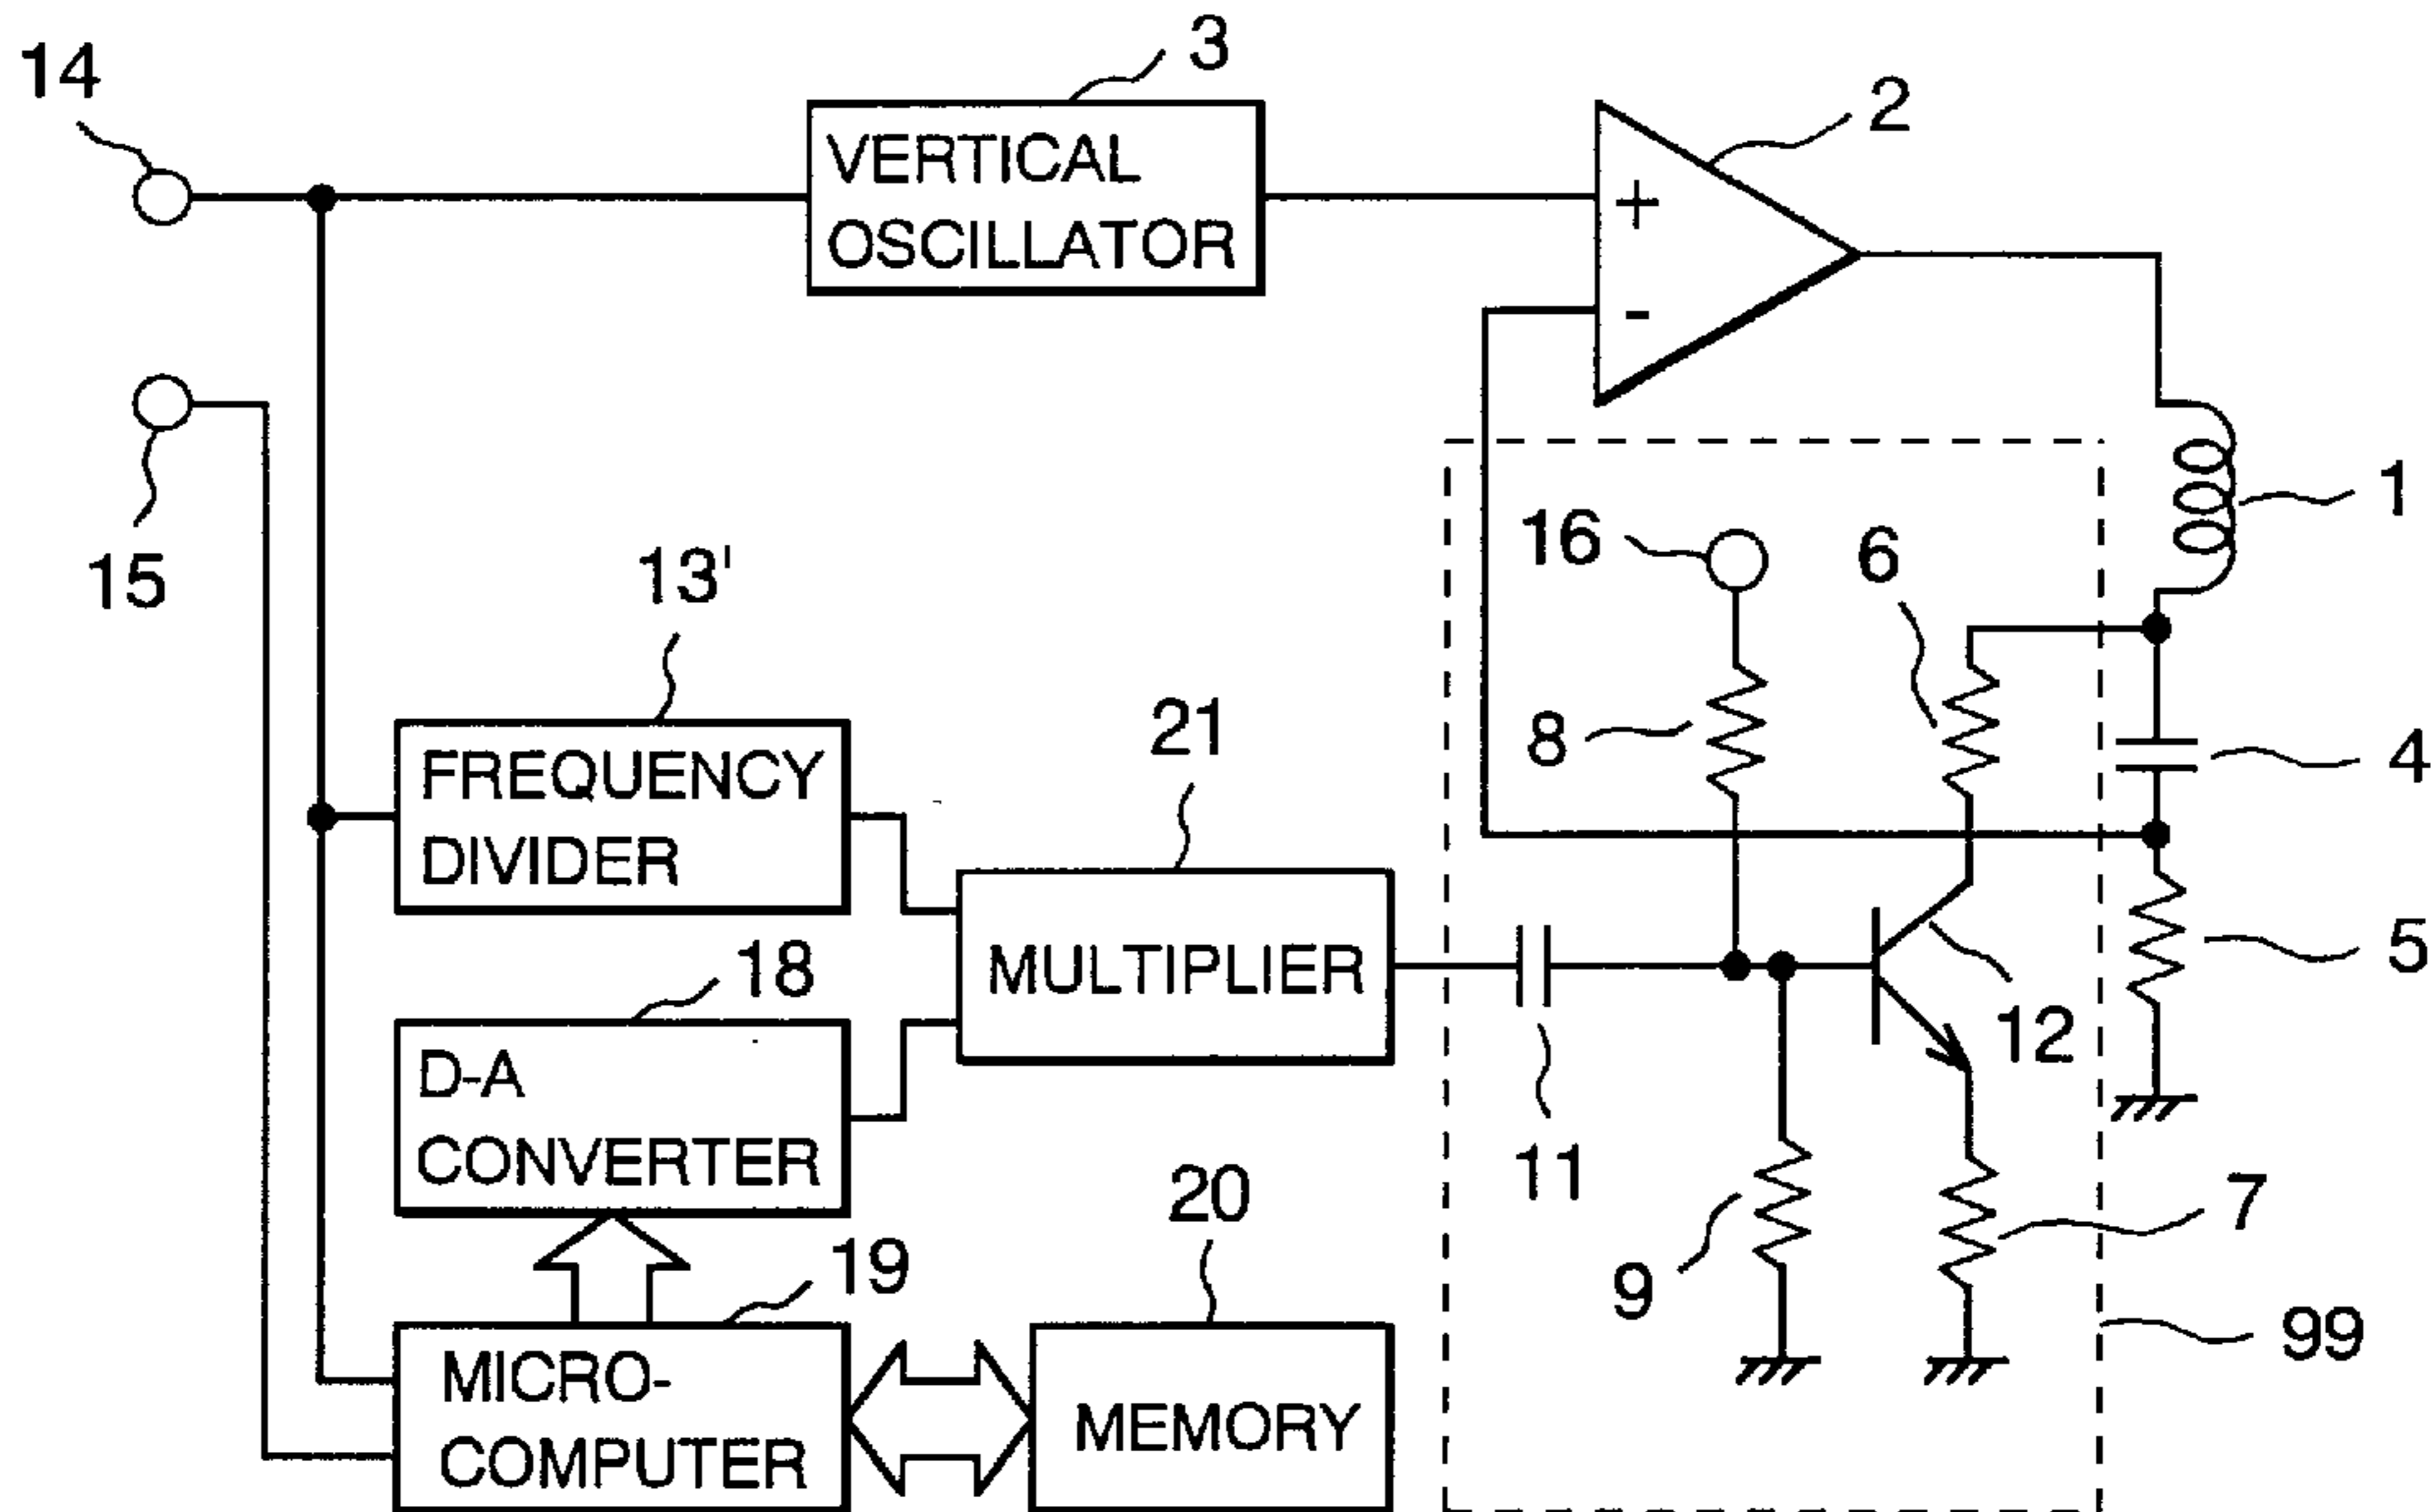 14
3
2
VERTICAL
OSCILLATOR
+
-
15
16
6
1
13'
8
4
21
FREQUENCY
DIVIDER
MULTIPLIER
5
18
12
D-A
CONVERTER
11
20
7
9
19
99
MICRO-
COMPUTER
MEMORY